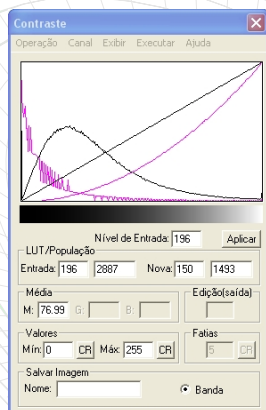 Contraste
Operação Canal Exibir Executar Ajuda
Nível de Entrada: 196 Aplicar
LUT/População
Entrada: 196 2887 Nova: 150 1493
Média Edição(saída)
M: 76.99 G: B:
Valores Fatias
Mín: 0 CR Máx: 255 CR 5 CR
Salvar Imagem
Nome: Banda